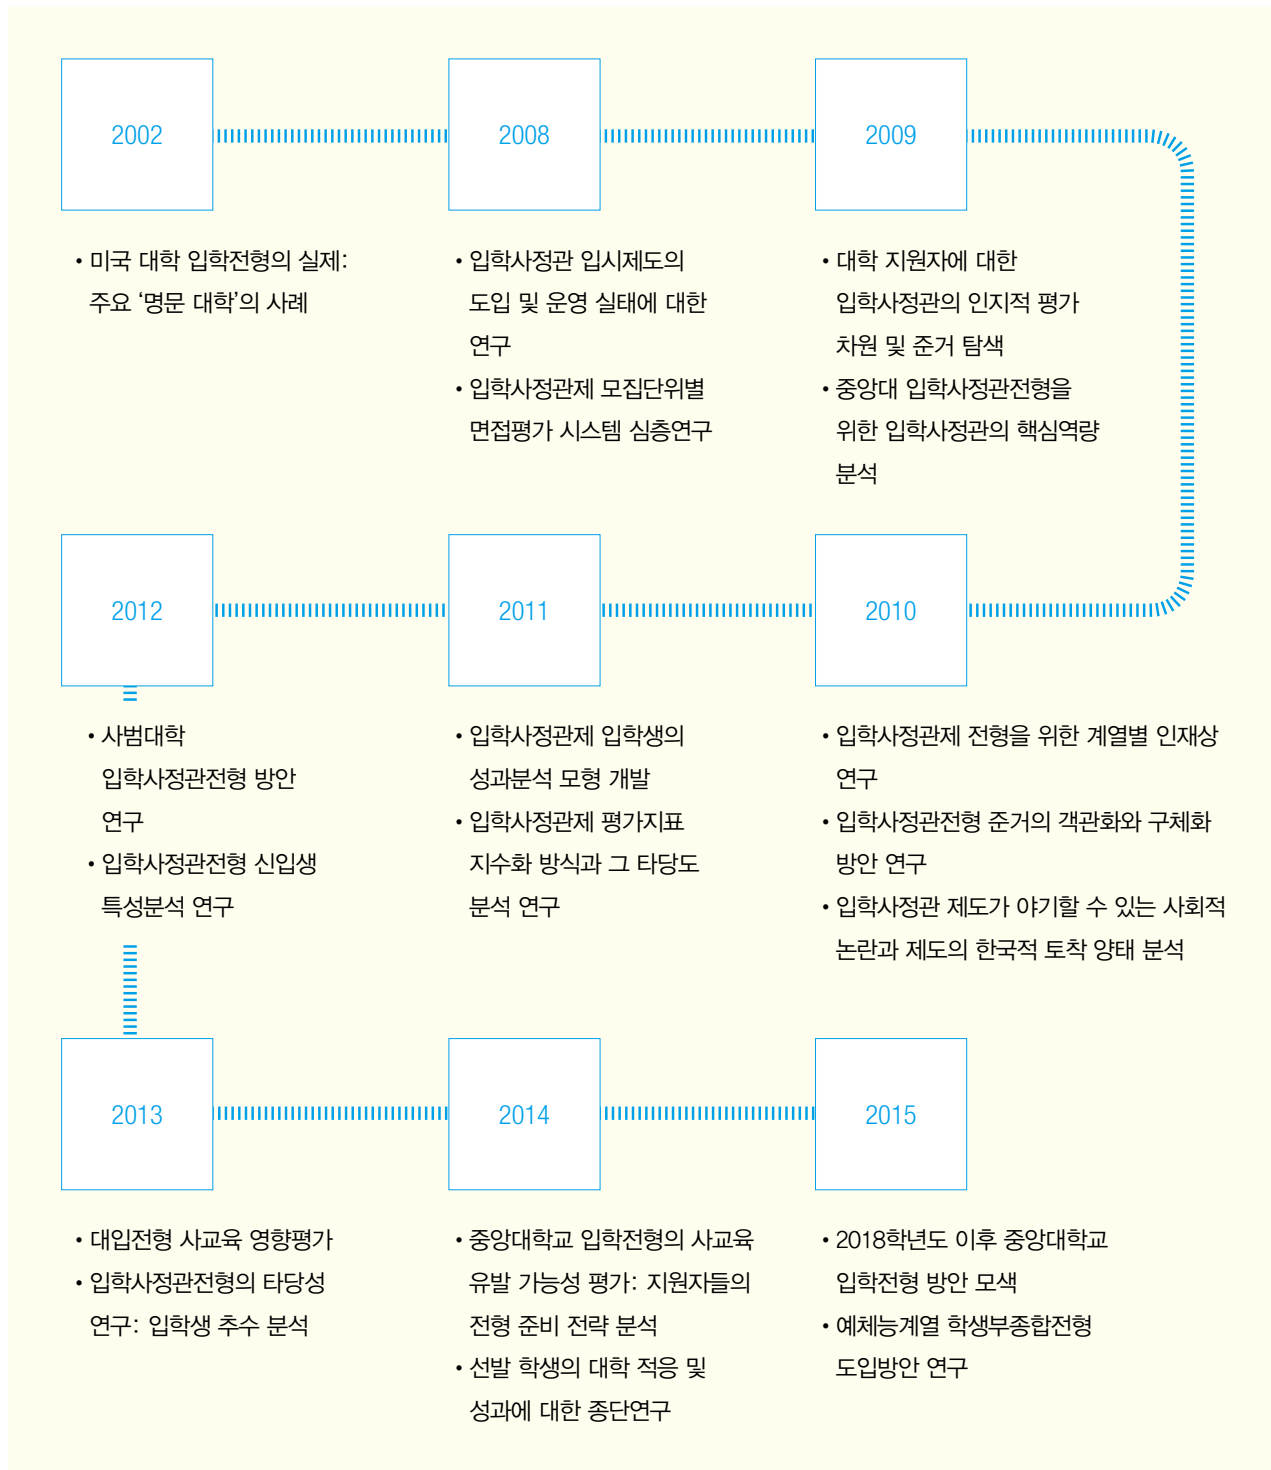 2002
• 미국 대학 입학전형의 실제:
주요 ‘명문 대학’의 사례
2008
• 입학사정관 입시제도의
도입 및 운영 실태에 대한
연구
• 입학사정관제 모집단위별
면접평가 시스템 심층연구
2009
• 대학 지원자에 대한
입학사정관의 인지적 평가
차원 및 준거 탐색
• 중앙대 입학사정관전형을
위한 입학사정관의 핵심역량
분석
2010
• 입학사정관제 전형을 위한 계열별 인재상
연구
• 입학사정관전형 준거의 객관화와 구체화
방안 연구
• 입학사정관 제도가 야기할 수 있는 사회적
논란과 제도의 한국적 토착 양태 분석
2011
• 입학사정관제 입학생의
성과분석 모형 개발
• 입학사정관제 평가지표
지수화 방식과 그 타당도
분석 연구
2012
• 사범대학
입학사정관전형 방안
연구
• 입학사정관전형 신입생
특성분석 연구
2013
• 대입전형 사교육 영향평가
• 입학사정관전형의 타당성
연구: 입학생 추수 분석
2014
• 중앙대학교 입학전형의 사교육
유발 가능성 평가: 지원자들의
전형 준비 전략 분석
• 선발 학생의 대학 적응 및
성과에 대한 종단연구
2015
• 2018학년도 이후 중앙대학교
입학전형 방안 모색
• 예체능계열 학생부종합전형
도입방안 연구